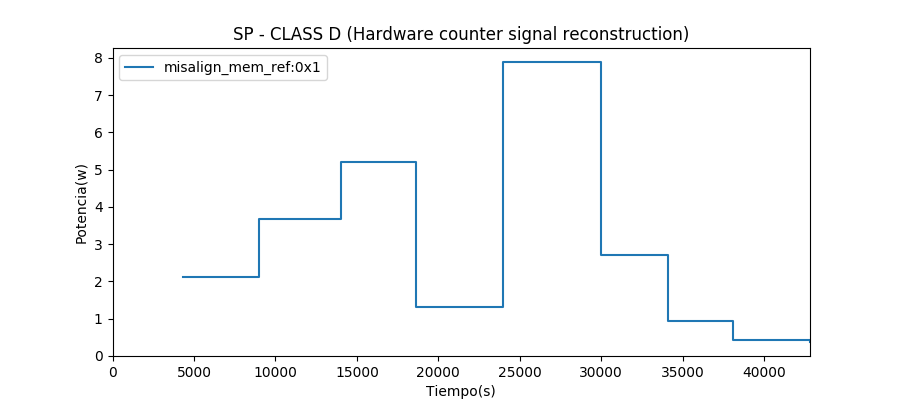 SP - CLASS D (Hardware counter signal reconstruction)
misalign_mem_ref:0x1
Potencia(w)
8
7
6
5
4
3
2
1
0
0 5000 10000 15000 20000 25000 30000 35000 40000
Tiempo(s)